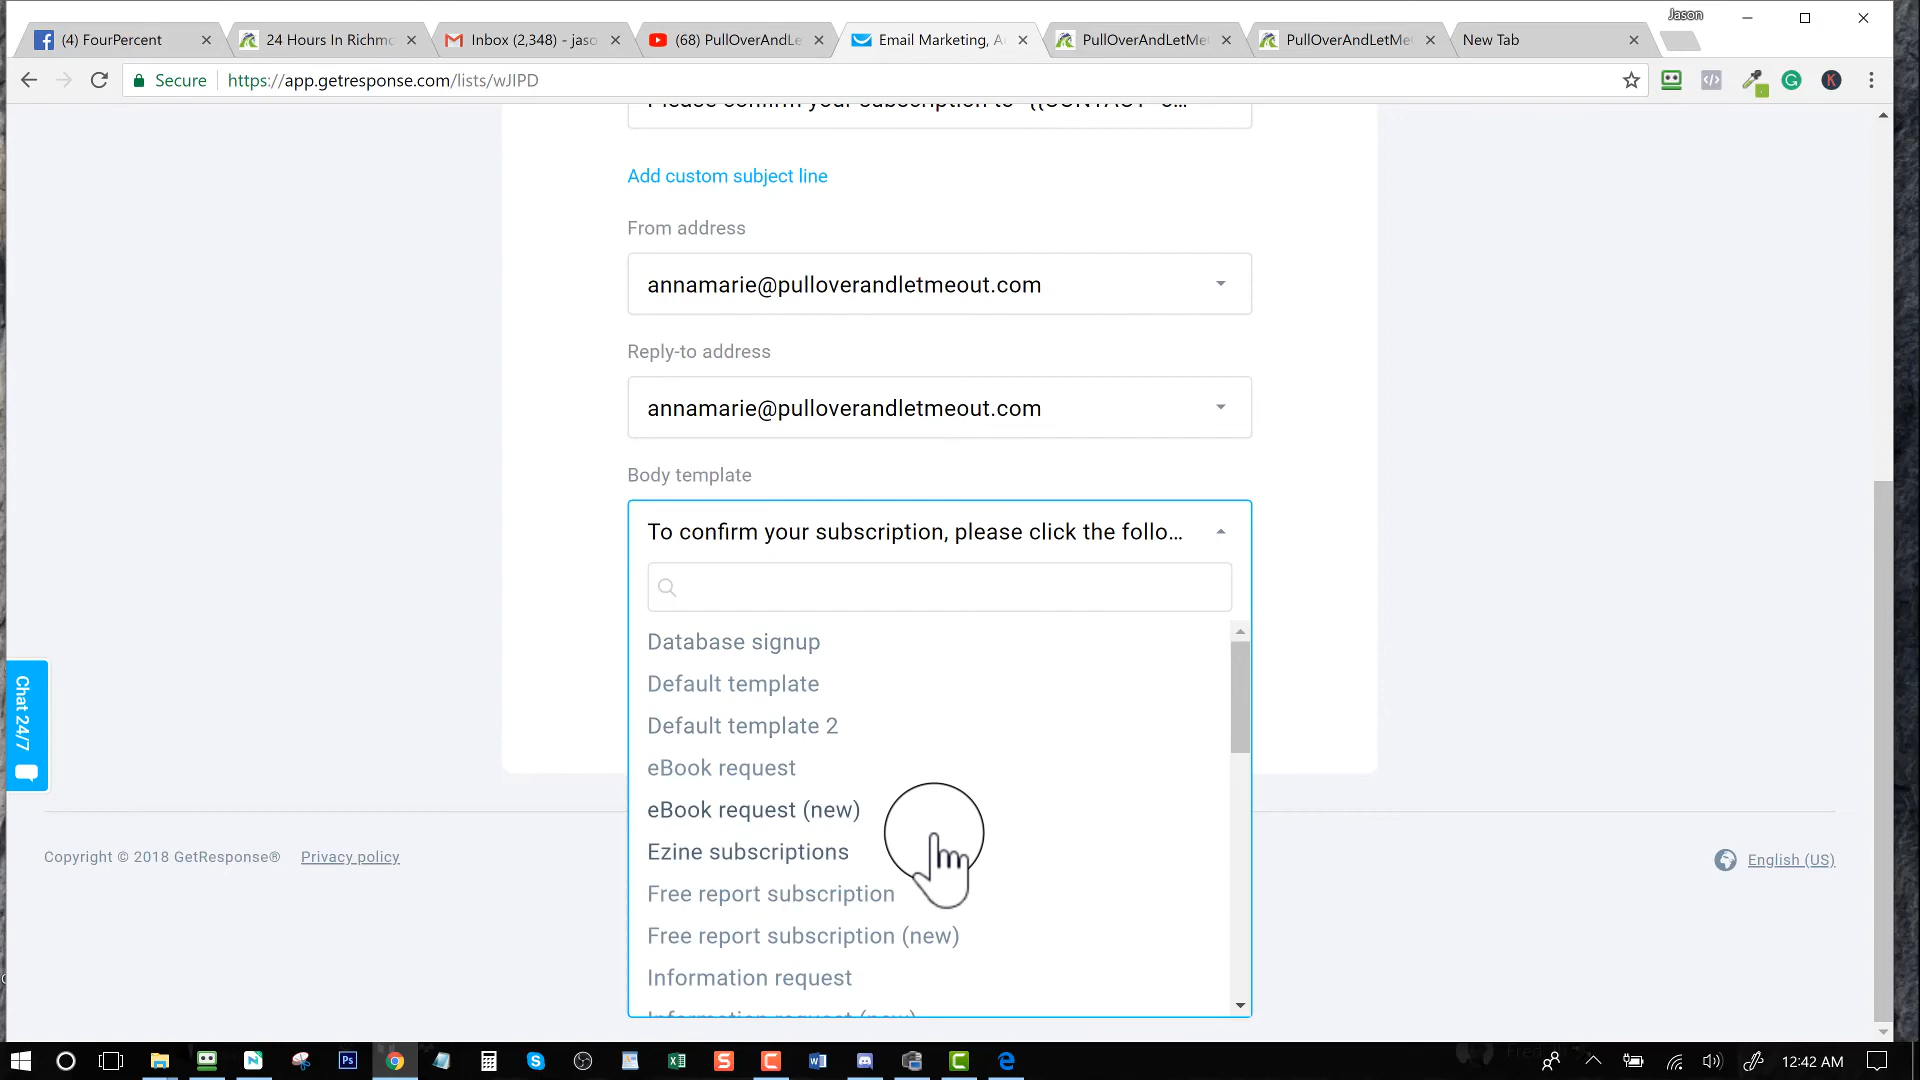 Jason
(4) FourPercent
24 Hours In Richmo
Inbox (2,348) - jaso
(68) PullOverAndLe
Email Marketing, A
PullOverAndLetMe
PullOverAndLetMe
New Tab
Secure
https://app.getresponse.com/lists/wJIPD
Please confirm your subscription to "{{CONTACT
Add custom subject line
From address
annamarie@pulloverandletmeout.com
Reply-to address
annamarie@pulloverandletmeout.com
Body template
To confirm your subscription, please click the follo...
Database signup
Default template
Default template 2
eBook request
eBook request (new)
Ezine subscriptions
Free report subscription
Free report subscription (new)
Information request
Information request (new)
Chat 24/7
Copyright © 2018 GetResponse®
Privacy policy
English (US)
12:42 AM